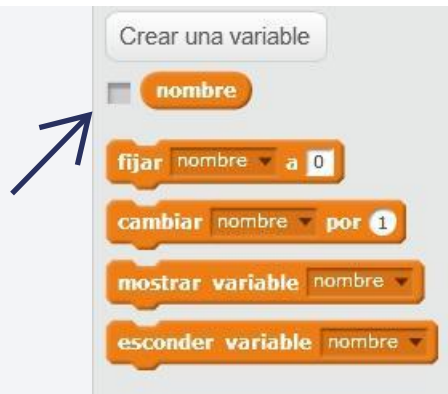 Crear una variable
nombre
fijar nombre a 0
cambiar nombre por 1
mostrar variable nombre
esconder variable nombre